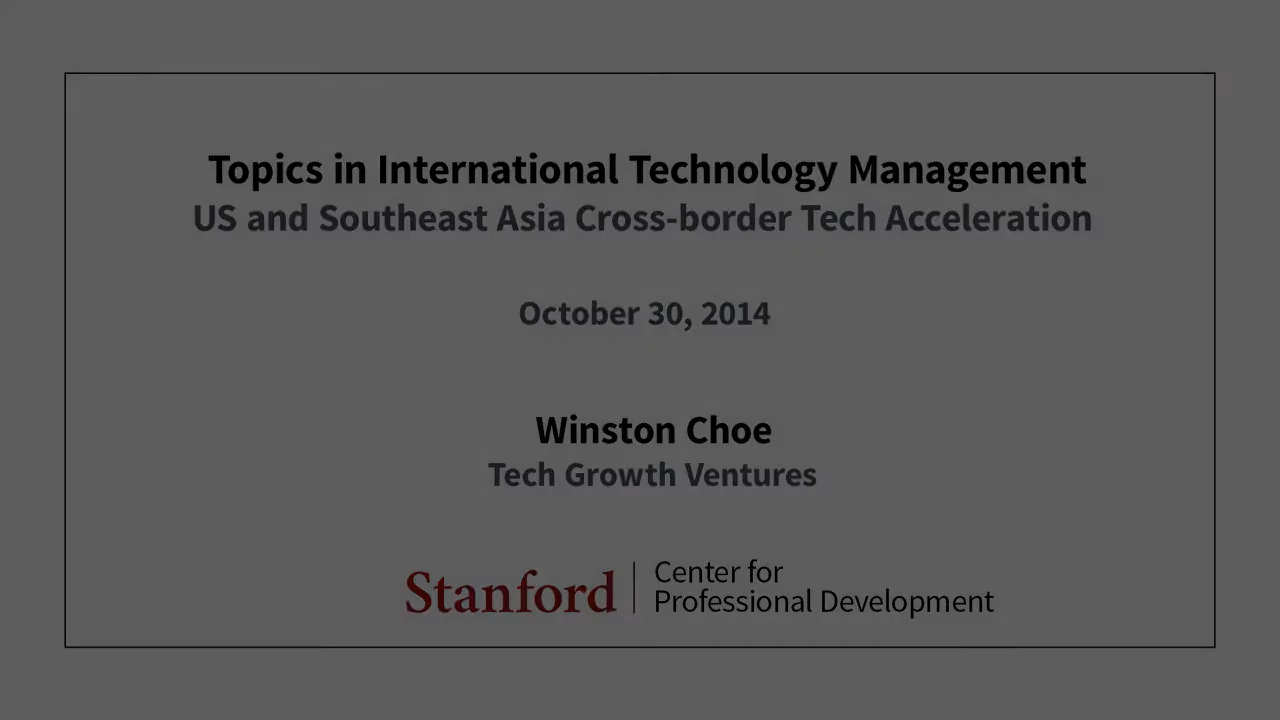 Topics in International Technology Management
US and Southeast Asia Cross-border Tech Acceleration
October 30, 2014
Winston Choe
Tech Growth Ventures
Stanford
Center for
Professional Development